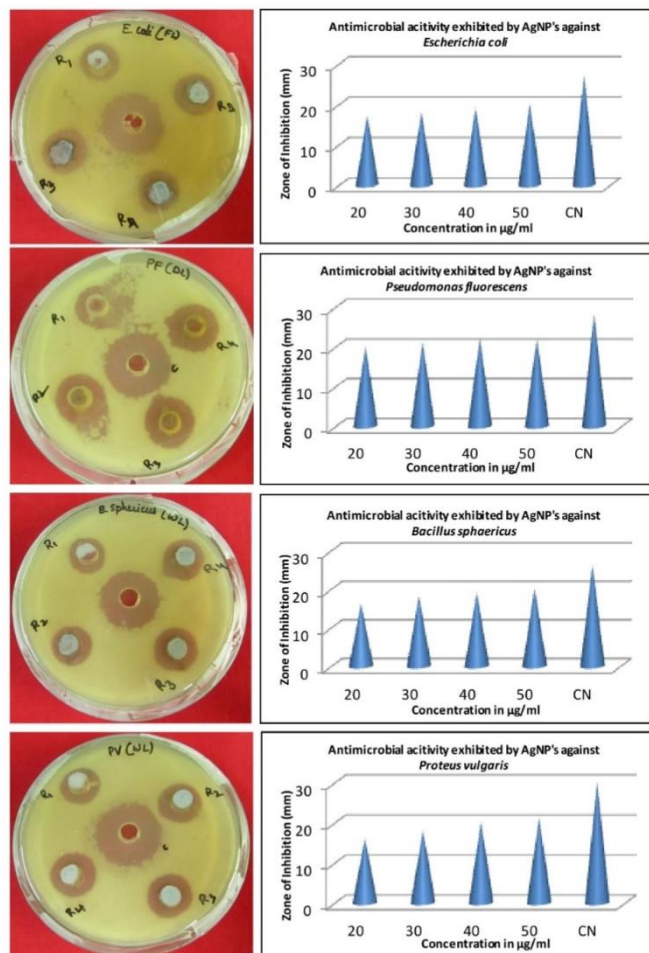 E. coli (FL)
R1
R2
R3
R4
Antimicrobial acitivity exhibited by AgNP's against
Escherichia coli
Zone of Inhibition (mm)
30
20
10
0
20 30 40 50 CN
Concentration in µg/ml
PF
R1
R4
C
R2
R3
Antimicrobial acitivity exhibited by AgNP's against
Pseudomonas fluorescens
Zone of Inhibition (mm)
30
20
10
0
20 30 40 50 CN
Concentration in µg/ml
B. sphericus (WL)
R1
R4
R2
R3
Antimicrobial acitivity exhibited by AgNP's against
Bacillus sphaericus
Zone of Inhibition (mm)
30
20
10
0
20 30 40 50 CN
Concentration in µg/ml
PV (WL)
R1
R2
C
R4
R3
Antimicrobial acitivity exhibited by AgNP's against
Proteus vulgaris
Zone of Inhibition (mm)
30
20
10
0
20 30 40 50 CN
Concentration in µg/ml